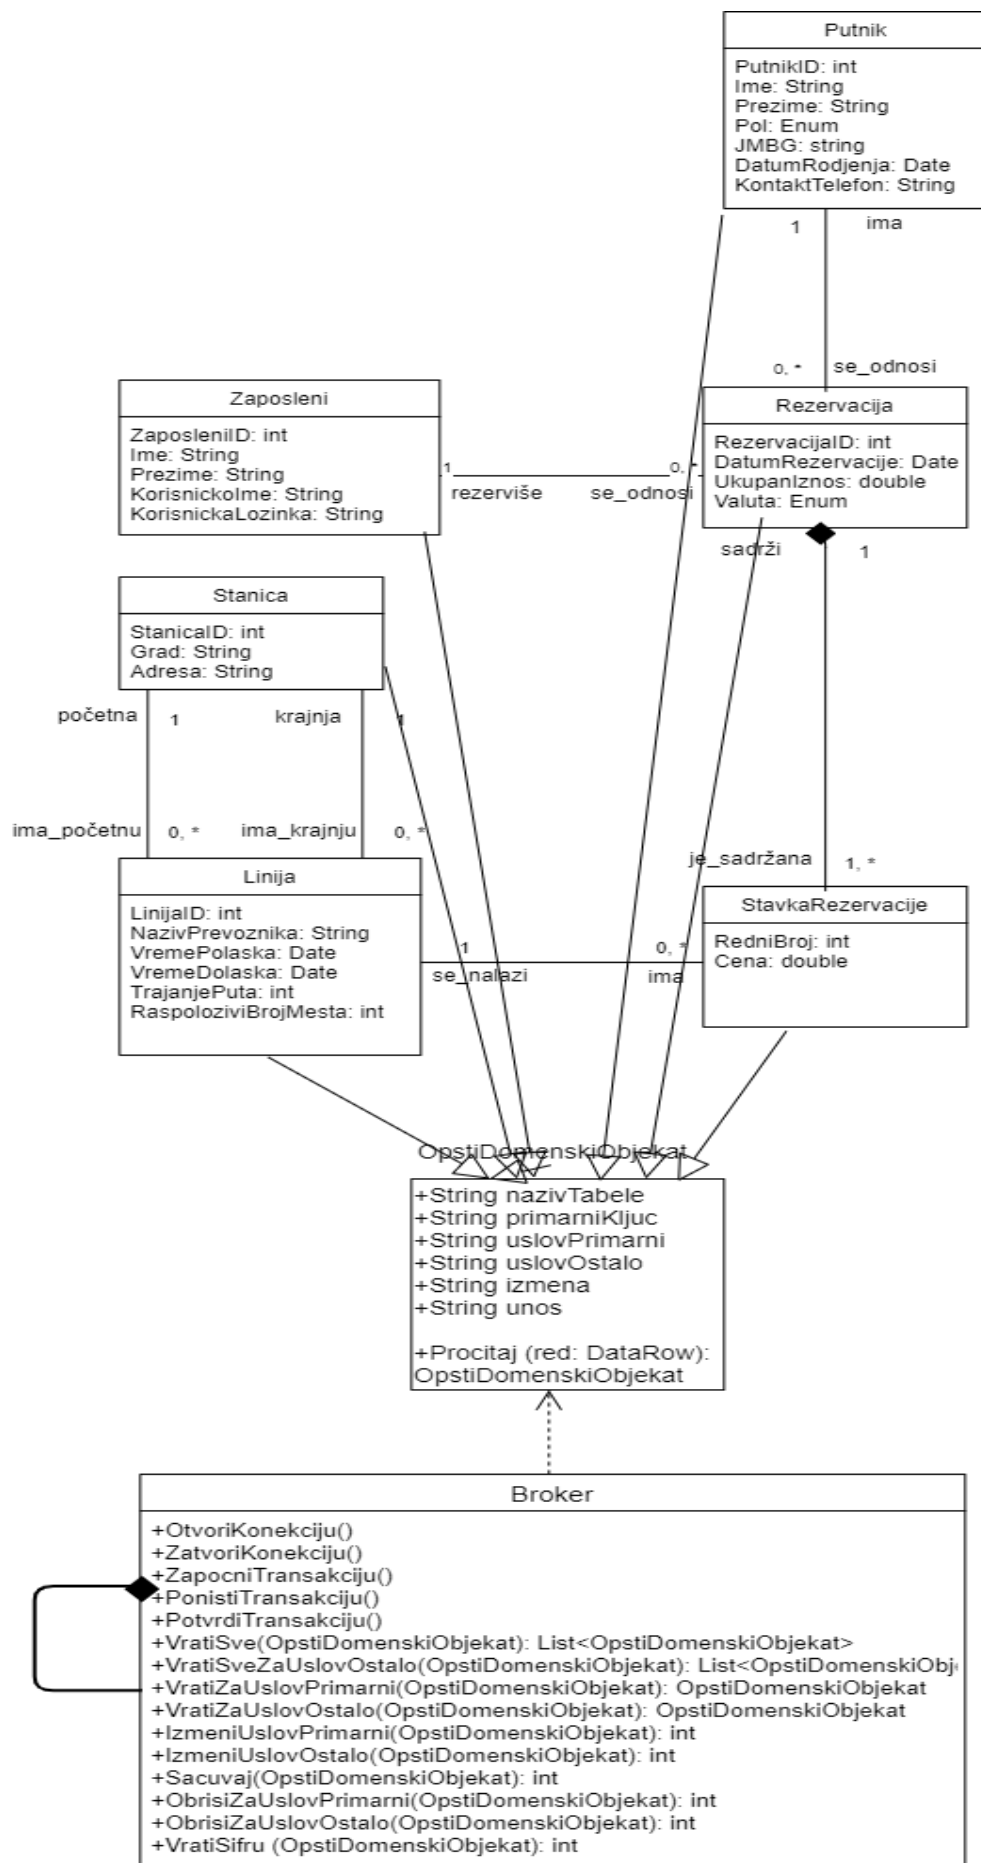 Putnik
PutnikID: int
Ime: String
Prezime: String
Pol: Enum
JMBG: string
DatumRodjenja: Date
KontaktTelefon: String
1
ima
0, *
se_odnosi
Zaposleni
ZaposleniID: int
Ime: String
Prezime: String
KorisnickoIme: String
KorisnickaLozinka: String
1
rezerviše
0, *
se_odnosi
Rezervacija
RezervacijaID: int
DatumRezervacije: Date
UkupanIznos: double
Valuta: Enum
sadrži
1
Stanica
StanicaID: int
Grad: String
Adresa: String
početna
1
krajnja
1
ima_početnu
0, *
ima_krajnju
0, *
je_sadržana
1, *
Linija
LinijaID: int
NazivPrevoznika: String
VremePolaska: Date
VremeDolaska: Date
TrajanjePuta: int
RaspoloziviBrojMesta: int
1
se_nalazi
0, *
ima
StavkaRezervacije
RedniBroj: int
Cena: double
OpstiDomenskiObjekat
+String nazivTabele
+String primarniKljuc
+String uslovPrimarni
+String uslovOstalo
+String izmena
+String unos
+Procitaj (red: DataRow):
OpstiDomenskiObjekat
Broker
+OtvoriKonekciju()
+ZatvoriKonekciju()
+ZapocniTransakciju()
+PonistiTransakciju()
+PotvrdiTransakciju()
+VratiSve(OpstiDomenskiObjekat): List<OpstiDomenskiObjekat>
+VratiSveZaUslovOstalo(OpstiDomenskiObjekat): List<OpstiDomenskiObj
+VratiZaUslovPrimarni(OpstiDomenskiObjekat): OpstiDomenskiObjekat
+VratiZaUslovOstalo(OpstiDomenskiObjekat): OpstiDomenskiObjekat
+IzmeniUslovPrimarni(OpstiDomenskiObjekat): int
+IzmeniUslovOstalo(OpstiDomenskiObjekat): int
+Sacuvaj(OpstiDomenskiObjekat): int
+ObrisiZaUslovPrimarni(OpstiDomenskiObjekat): int
+ObrisiZaUslovOstalo(OpstiDomenskiObjekat): int
+VratiSifru (OpstiDomenskiObjekat): int